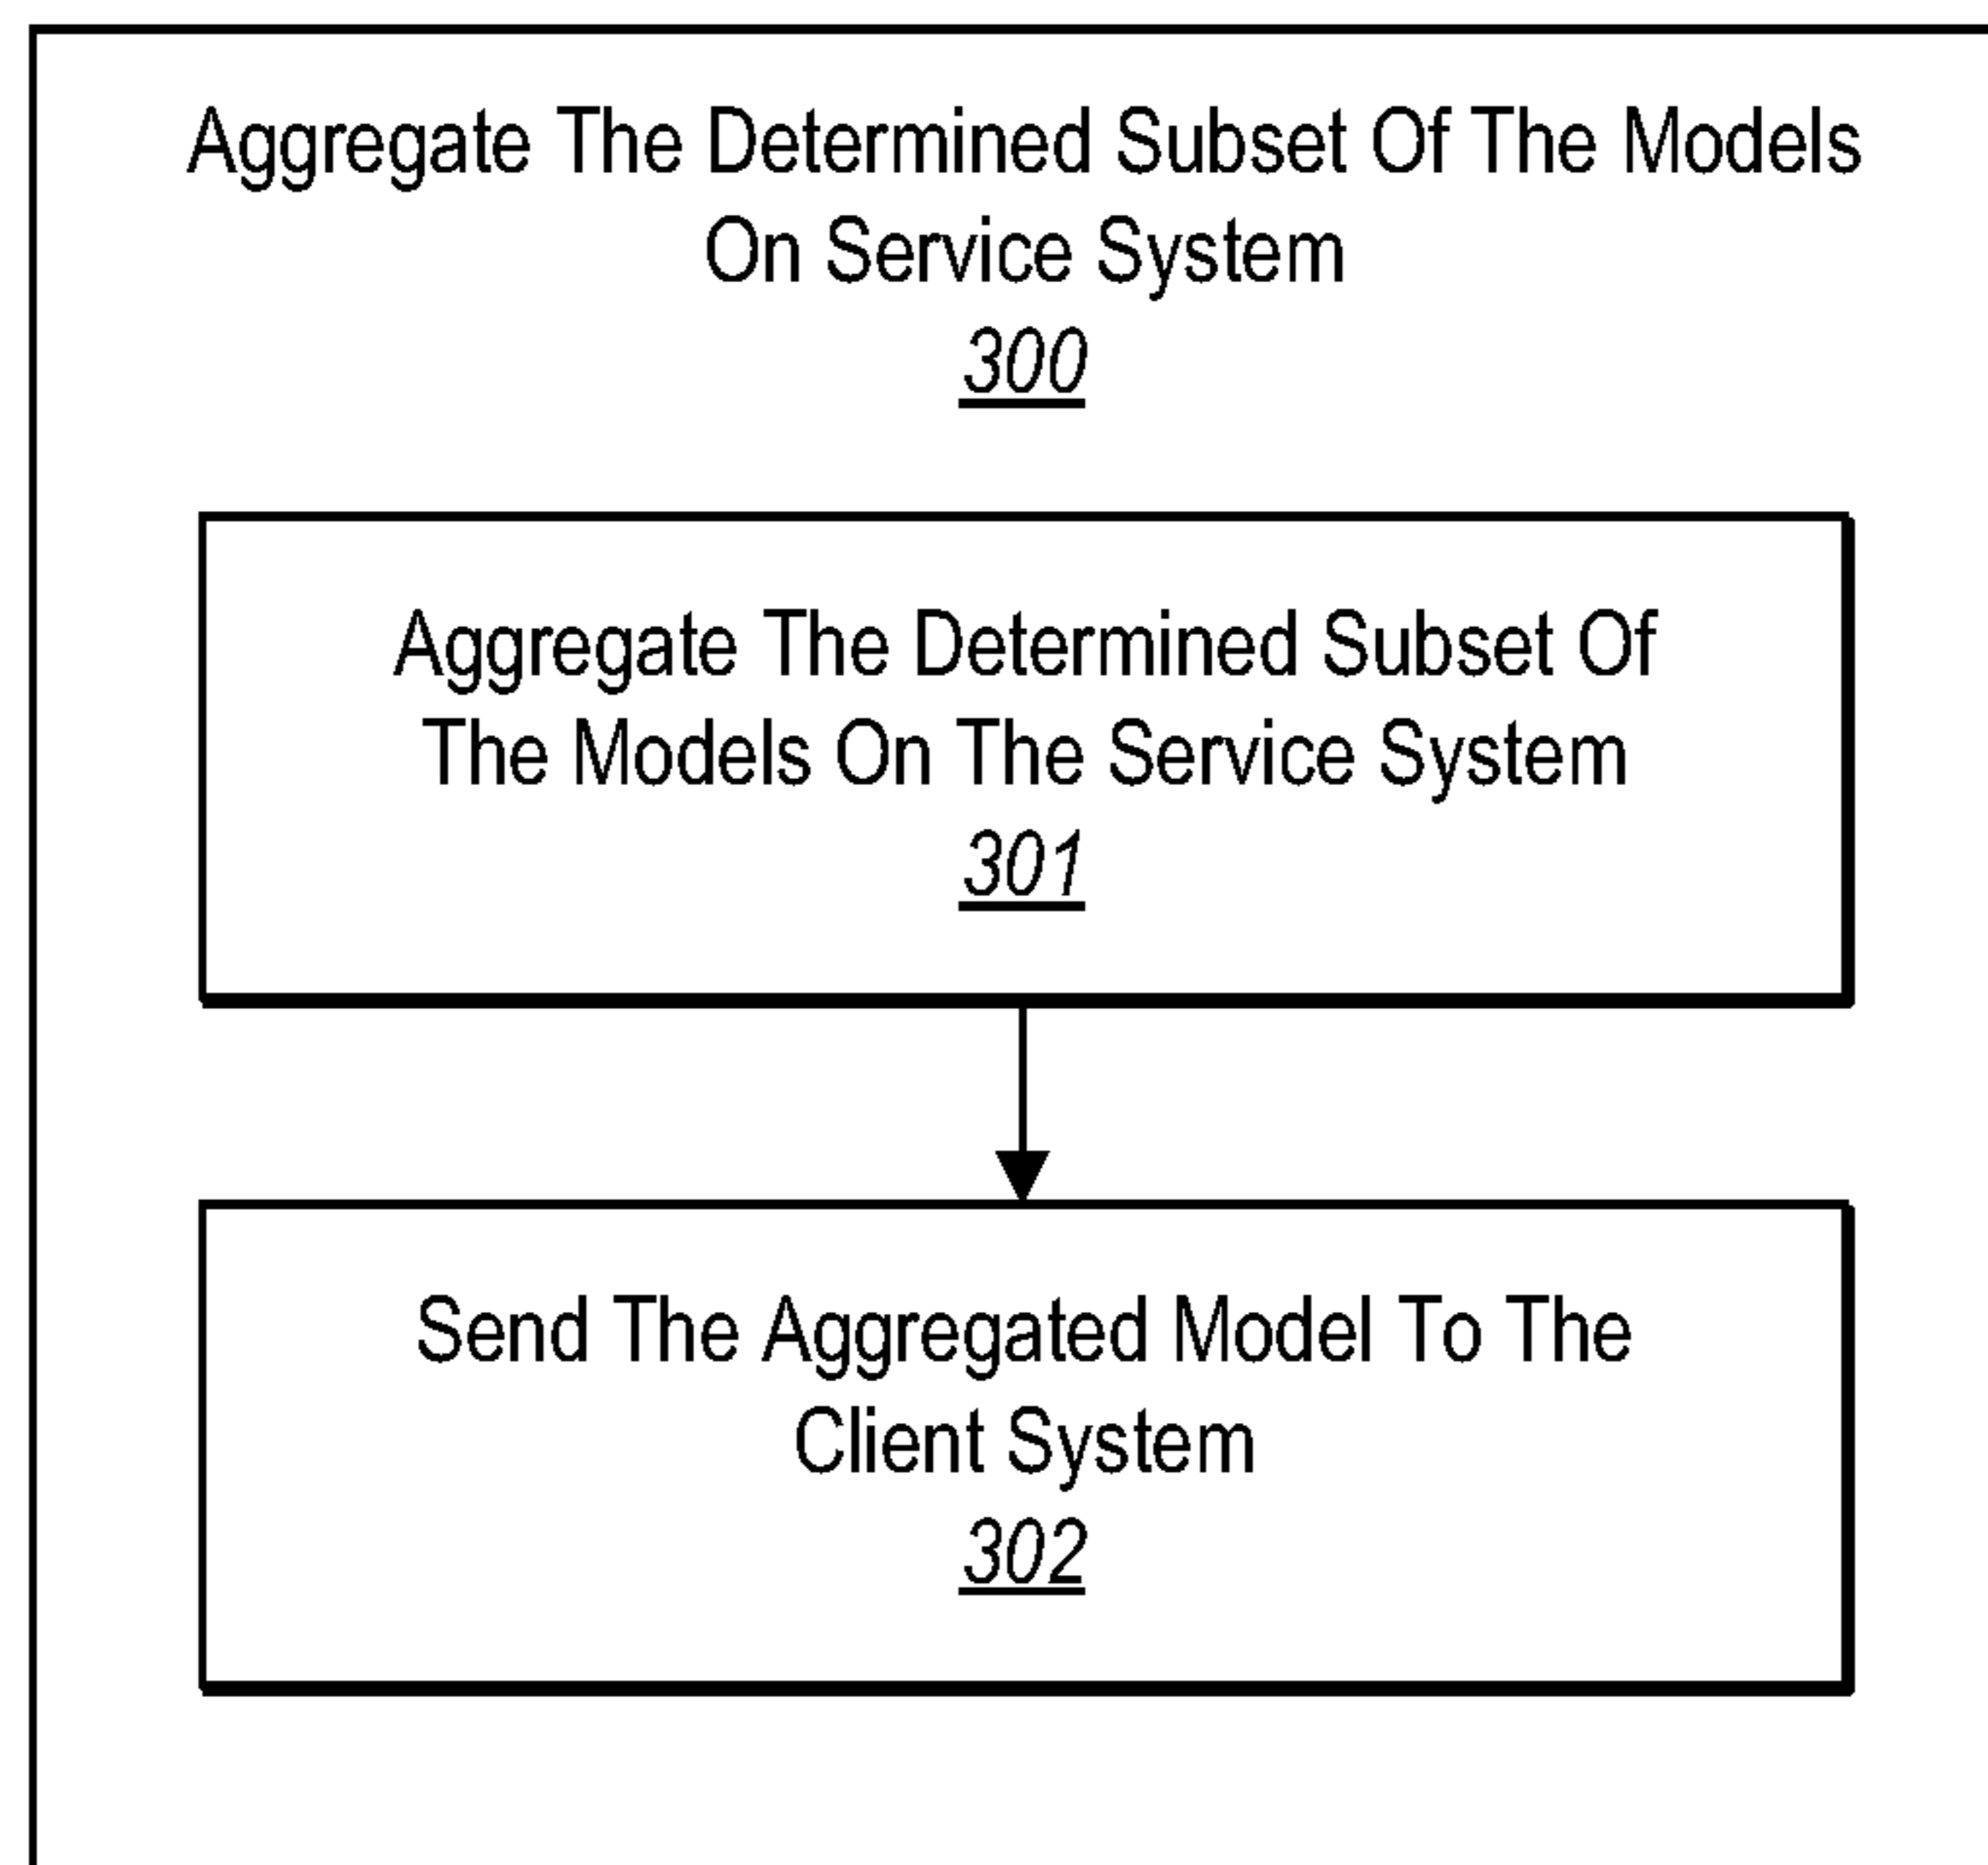 Aggregate The Determined Subset Of The Models
On Service System
300
Aggregate The Determined Subset Of
The Models On The Service System
301
Send The Aggregated Model To The
Client System
302